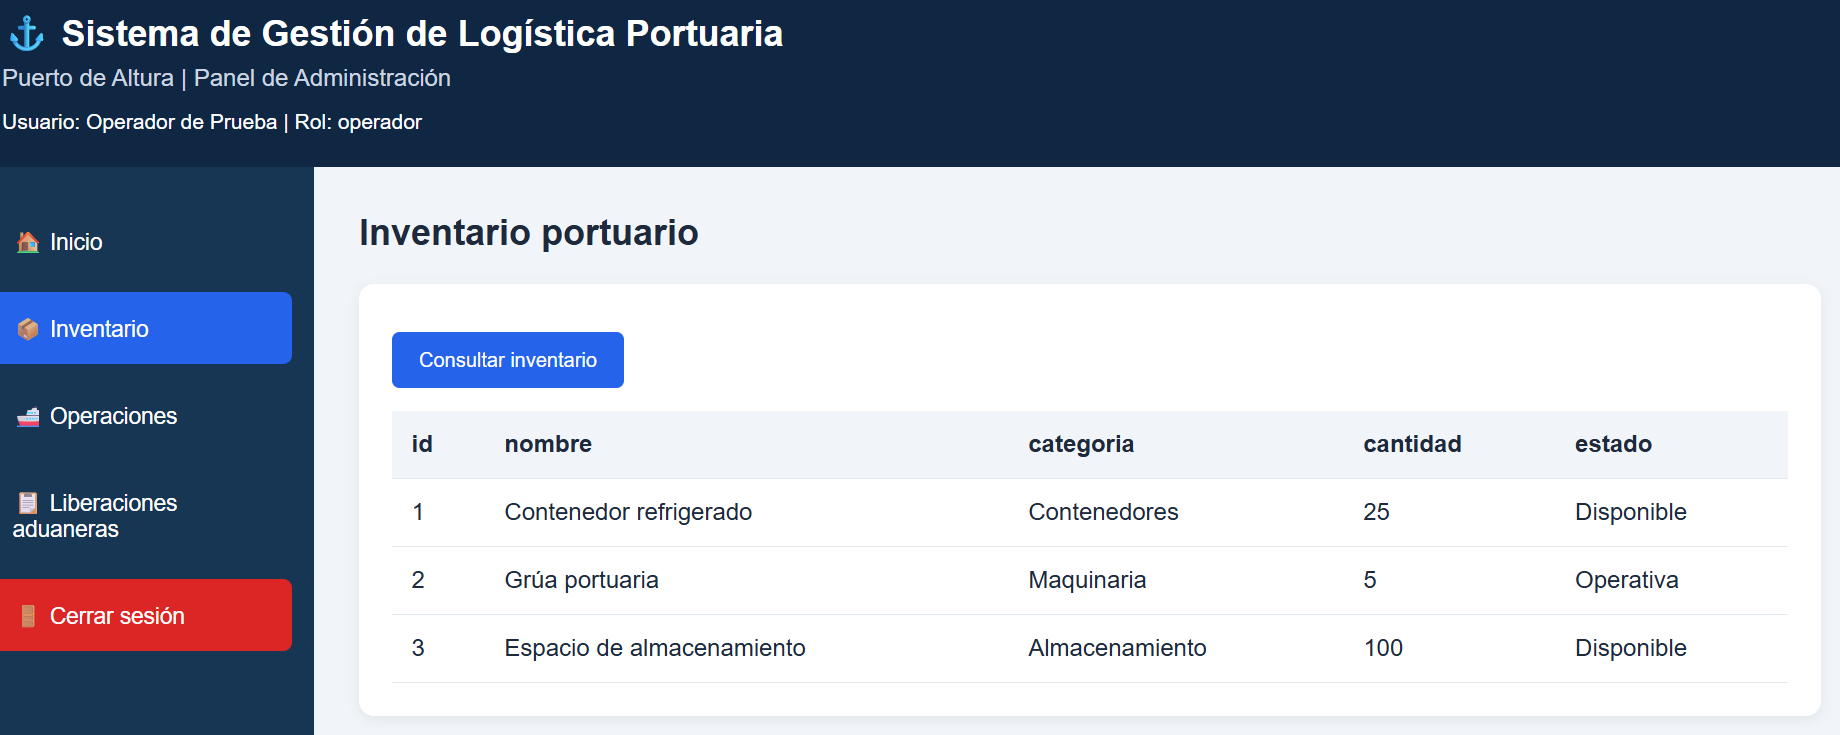 Sistema de Gestión de Logística Portuaria
Puerto de Altura | Panel de Administración
Usuario: Operador de Prueba | Rol: operador
Inicio
Inventario
Operaciones
Liberaciones
aduaneras
Cerrar sesión
Inventario portuario
Consultar inventario
id nombre categoria cantidad estado
1 Contenedor refrigerado Contenedores 25 Disponible
2 Grúa portuaria Maquinaria 5 Operativa
3 Espacio de almacenamiento Almacenamiento 100 Disponible